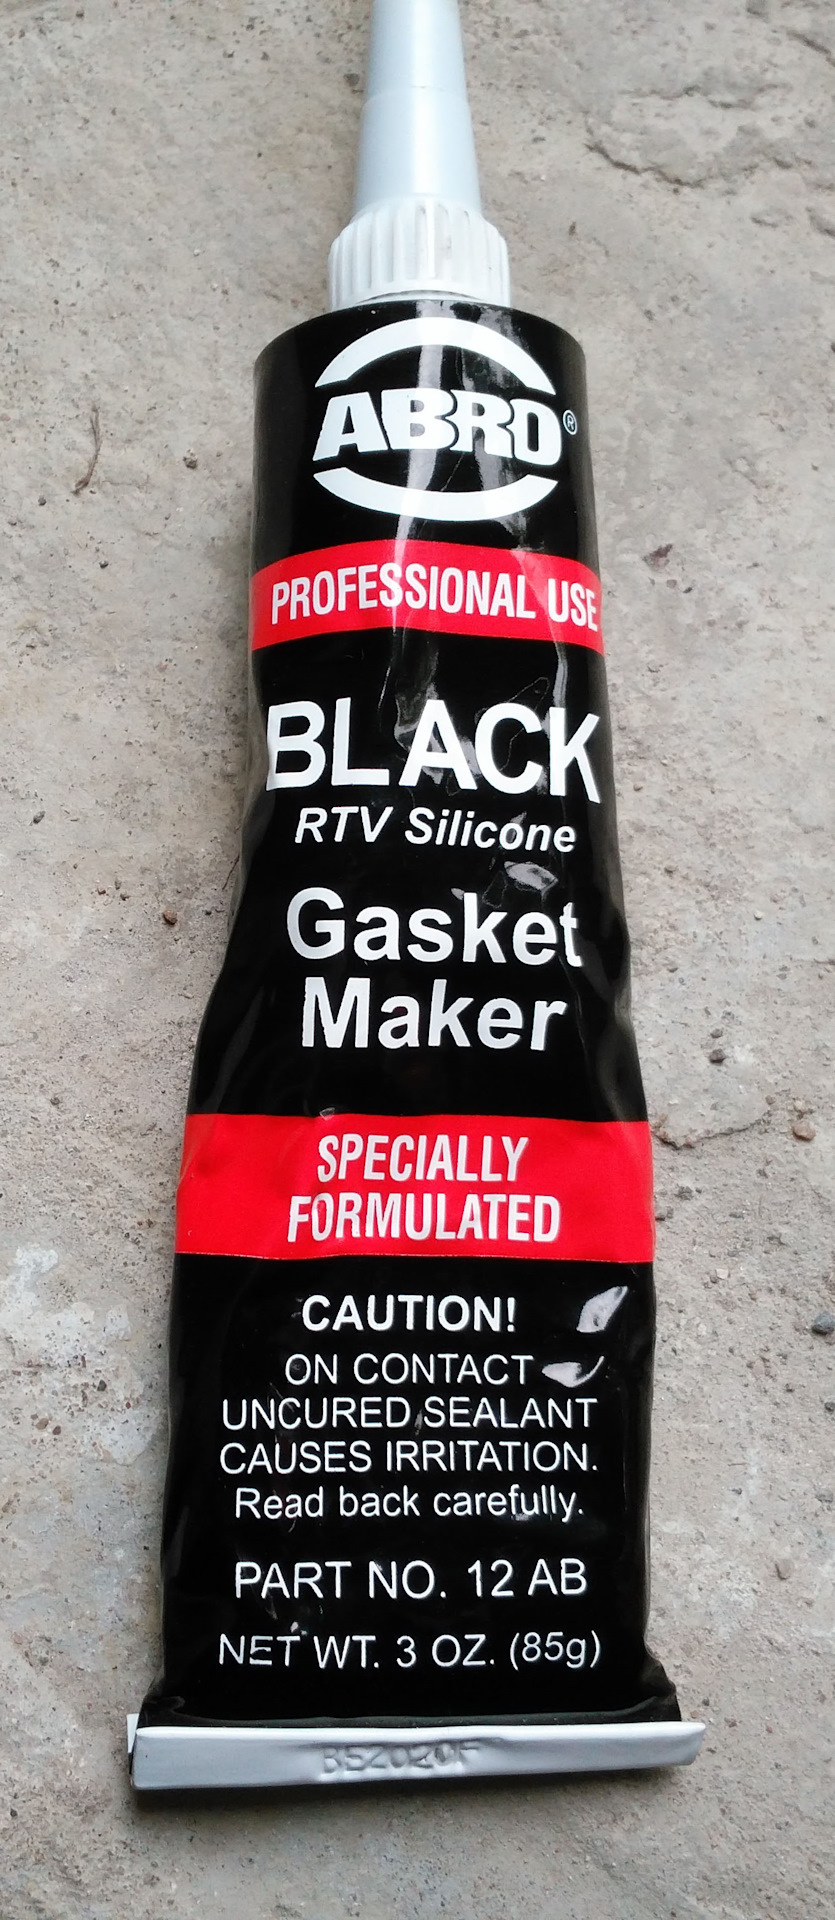 ABRO®
PROFESSIONAL USE
BLACK
RTV Silicone
Gasket
Maker
SPECIALLY
FORMULATED
CAUTION!
ON CONTACT
UNCURED SEALANT
CAUSES IRRITATION.
Read back carefully.
PART NO. 12 AB
NET WT. 3 OZ. (85g)